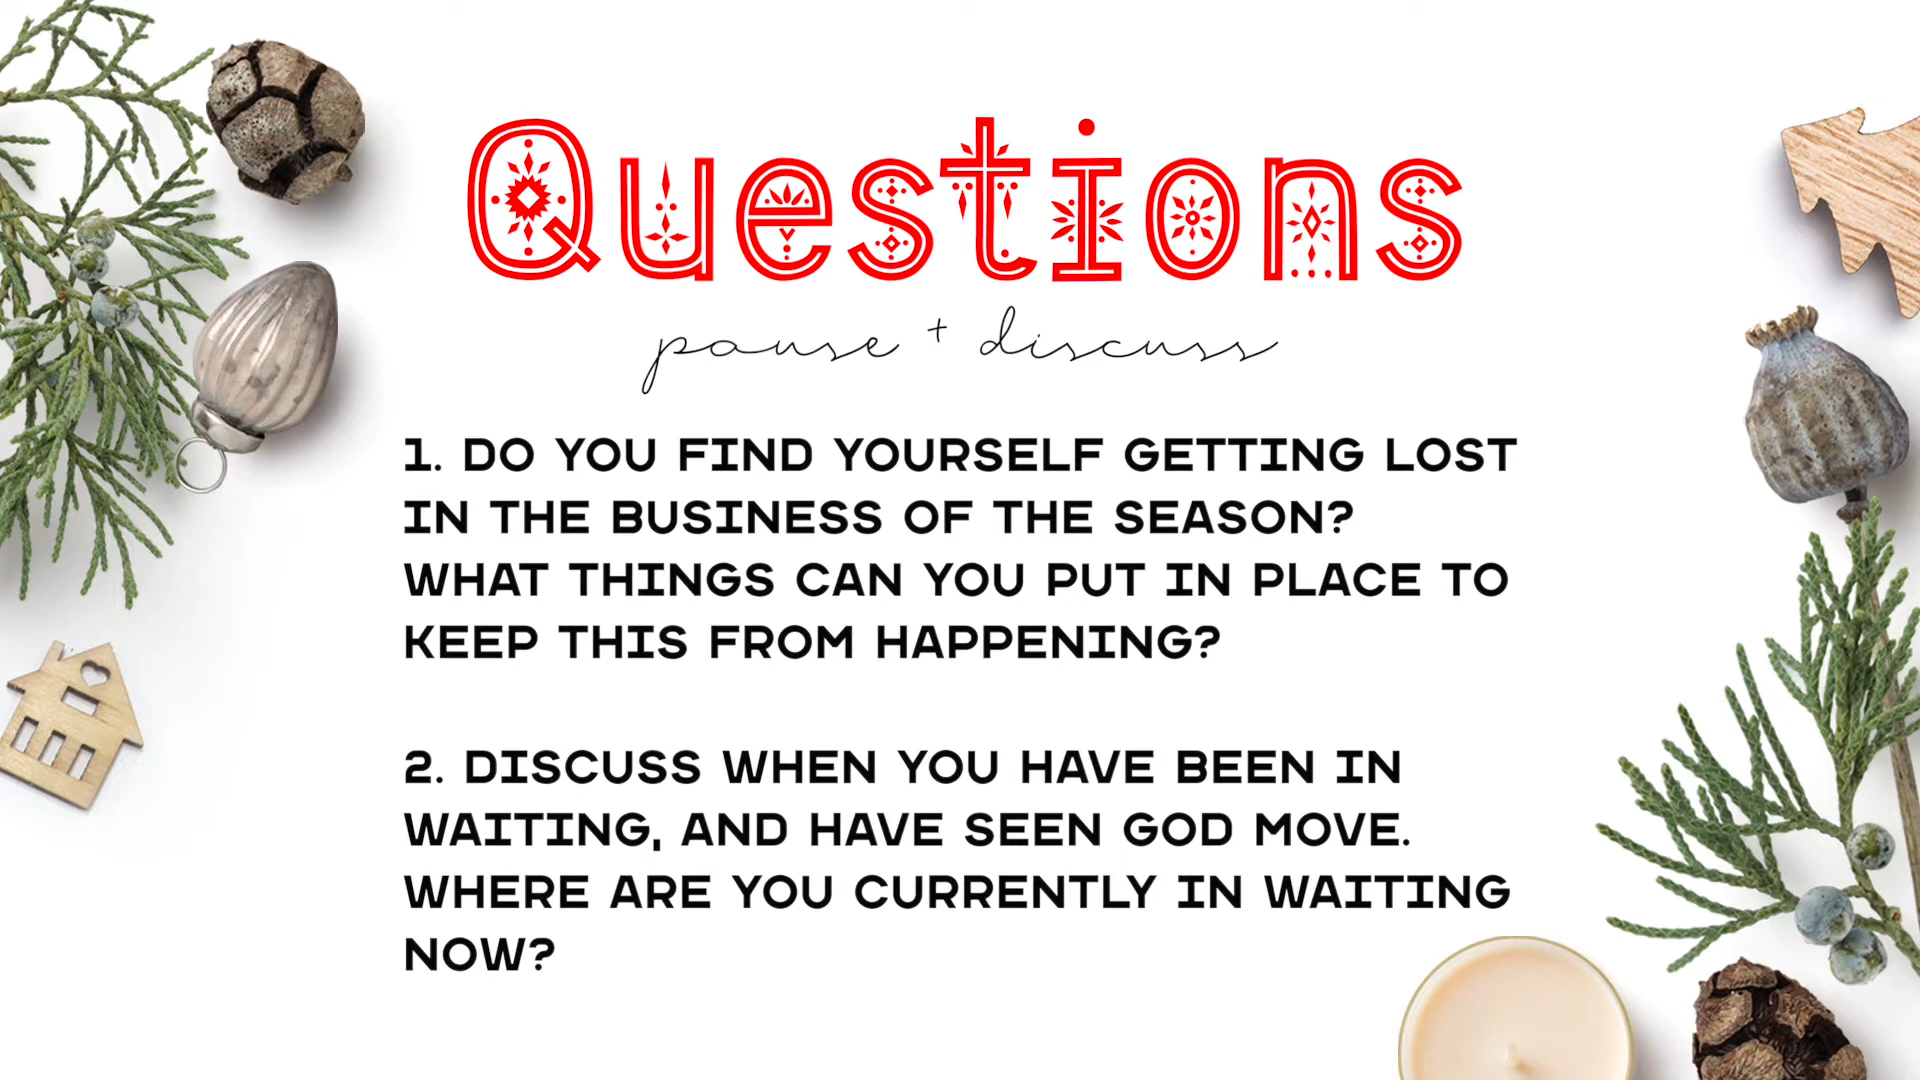 Questions
pause + discuss
1. DO YOU FIND YOURSELF GETTING LOST
IN THE BUSINESS OF THE SEASON?
WHAT THINGS CAN YOU PUT IN PLACE TO
KEEP THIS FROM HAPPENING?
2. DISCUSS WHEN YOU HAVE BEEN IN
WAITING, AND HAVE SEEN GOD MOVE.
WHERE ARE YOU CURRENTLY IN WAITING
NOW?